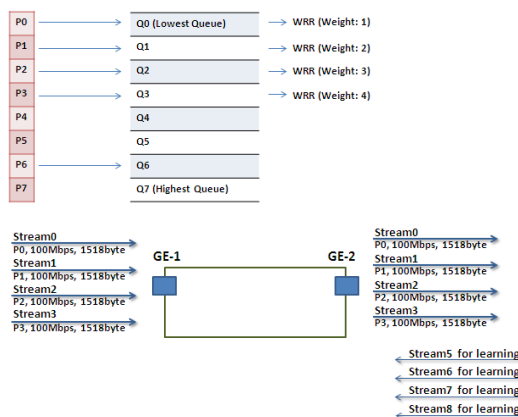 P0 Q0 (Lowest Queue) WRR (Weight: 1)
P1 Q1 WRR (Weight: 2)
P2 Q2 WRR (Weight: 3)
P3 Q3 WRR (Weight: 4)
P4 Q4
P5 Q5
P6 Q6
P7 Q7 (Highest Queue)
Stream0
P0, 100Mbps, 1518byte
Stream1
P1, 100Mbps, 1518byte
Stream2
P2, 100Mbps, 1518byte
Stream3
P3, 100Mbps, 1518byte
GE-1
GE-2
Stream0
P0, 100Mbps, 1518byte
Stream1
P1, 100Mbps, 1518byte
Stream2
P2, 100Mbps, 1518byte
Stream3
P3, 100Mbps, 1518byte
Stream5 for learning
Stream6 for learning
Stream7 for learning
Stream8 for learning